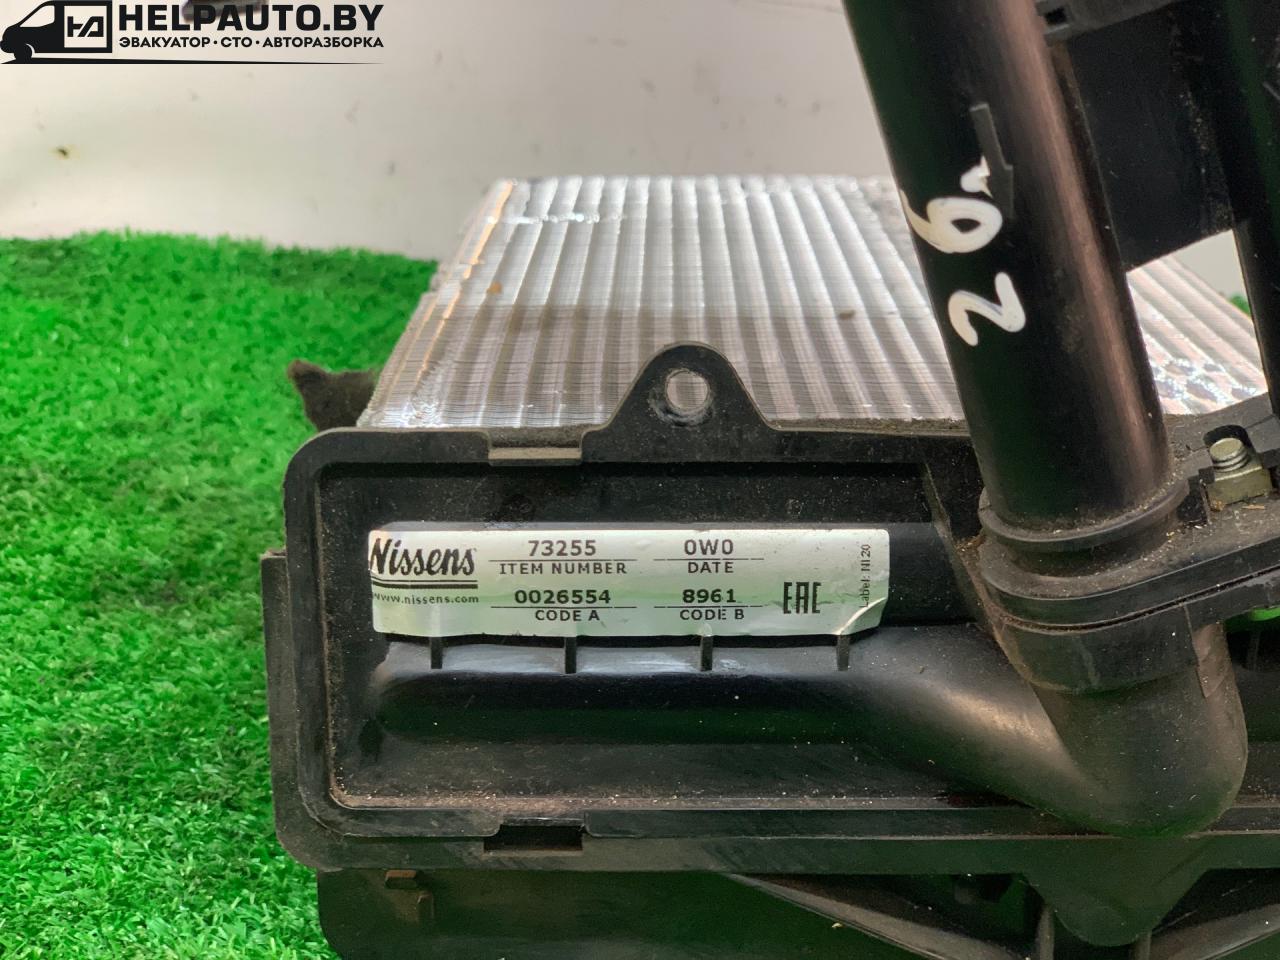 HELPAUTO.BY
ЭВАКУАТОР•СТО•АВТОРАЗБОРКА
26
Nissens
www.nissens.com
73255
ITEM NUMBER
0W0
DATE
0026554
CODE A
8961
CODE B
EAC
Label: N120